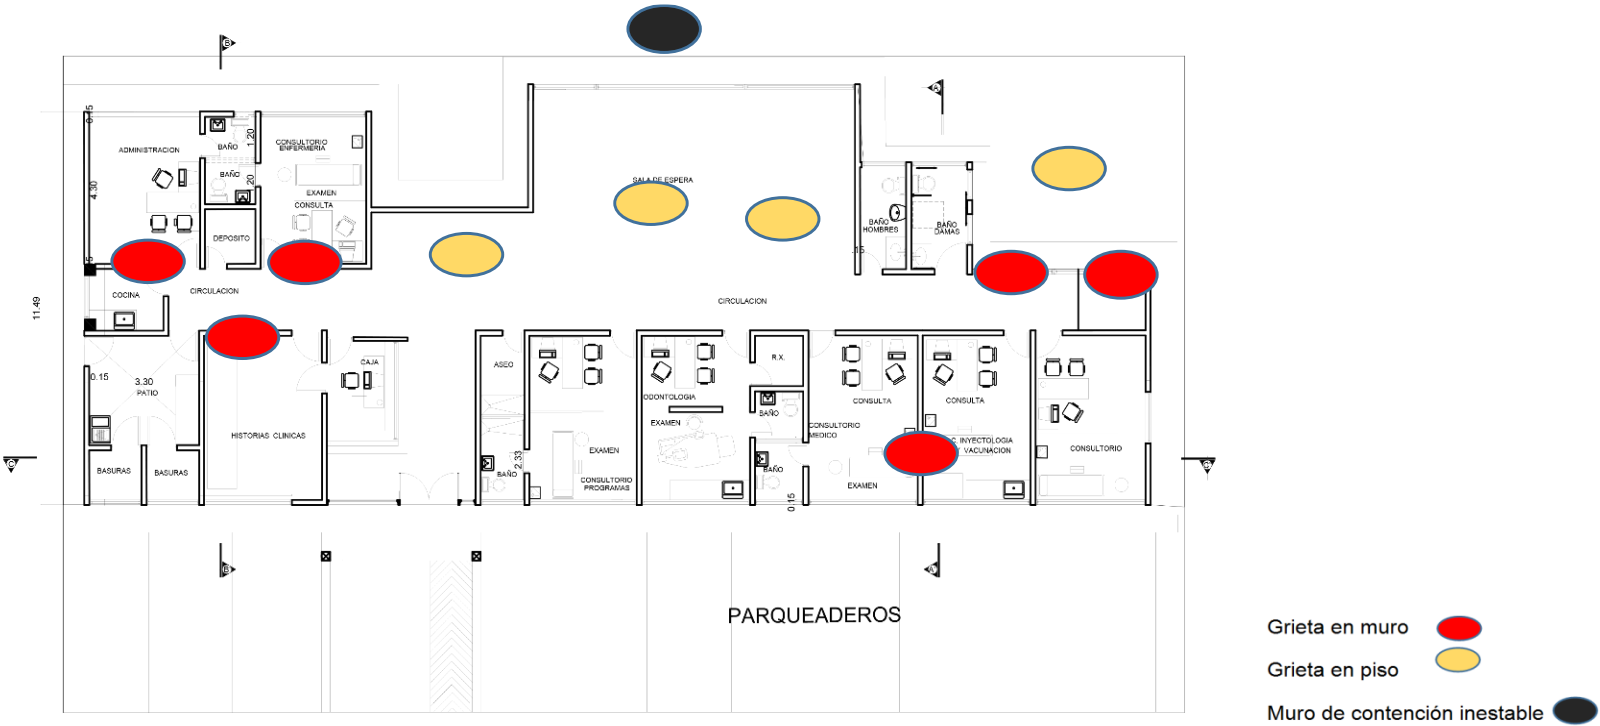 B
A
0.15
ADMINISTRACION
4.30
BAÑO
1.20
BAÑO
CONSULTORIO
ENFERMERIA
EXAMEN
CONSULTA
DEPOSITO
SALA DE ESPERA
BAÑO
HOMBRES
BAÑO
DAMAS
.15
COCINA
CIRCULACION
CIRCULACION
11.49
0.15
3.30
PATIO
CAJA
ASEO
R.X.
ODONTOLOGIA
CONSULTA
CONSULTA
BAÑO
HISTORIAS CLINICAS
EXAMEN
EXAMEN
CONSULTORIO
MEDICO
INYECTOLOGIA
VACUNACION
CONSULTORIO
BASURAS
BASURAS
2.33
BAÑO
CONSULTORIO
PROGRAMAS
BAÑO
EXAMEN
0.15
C
C
B
A
PARQUEADEROS
Grieta en muro
Grieta en piso
Muro de contención inestable